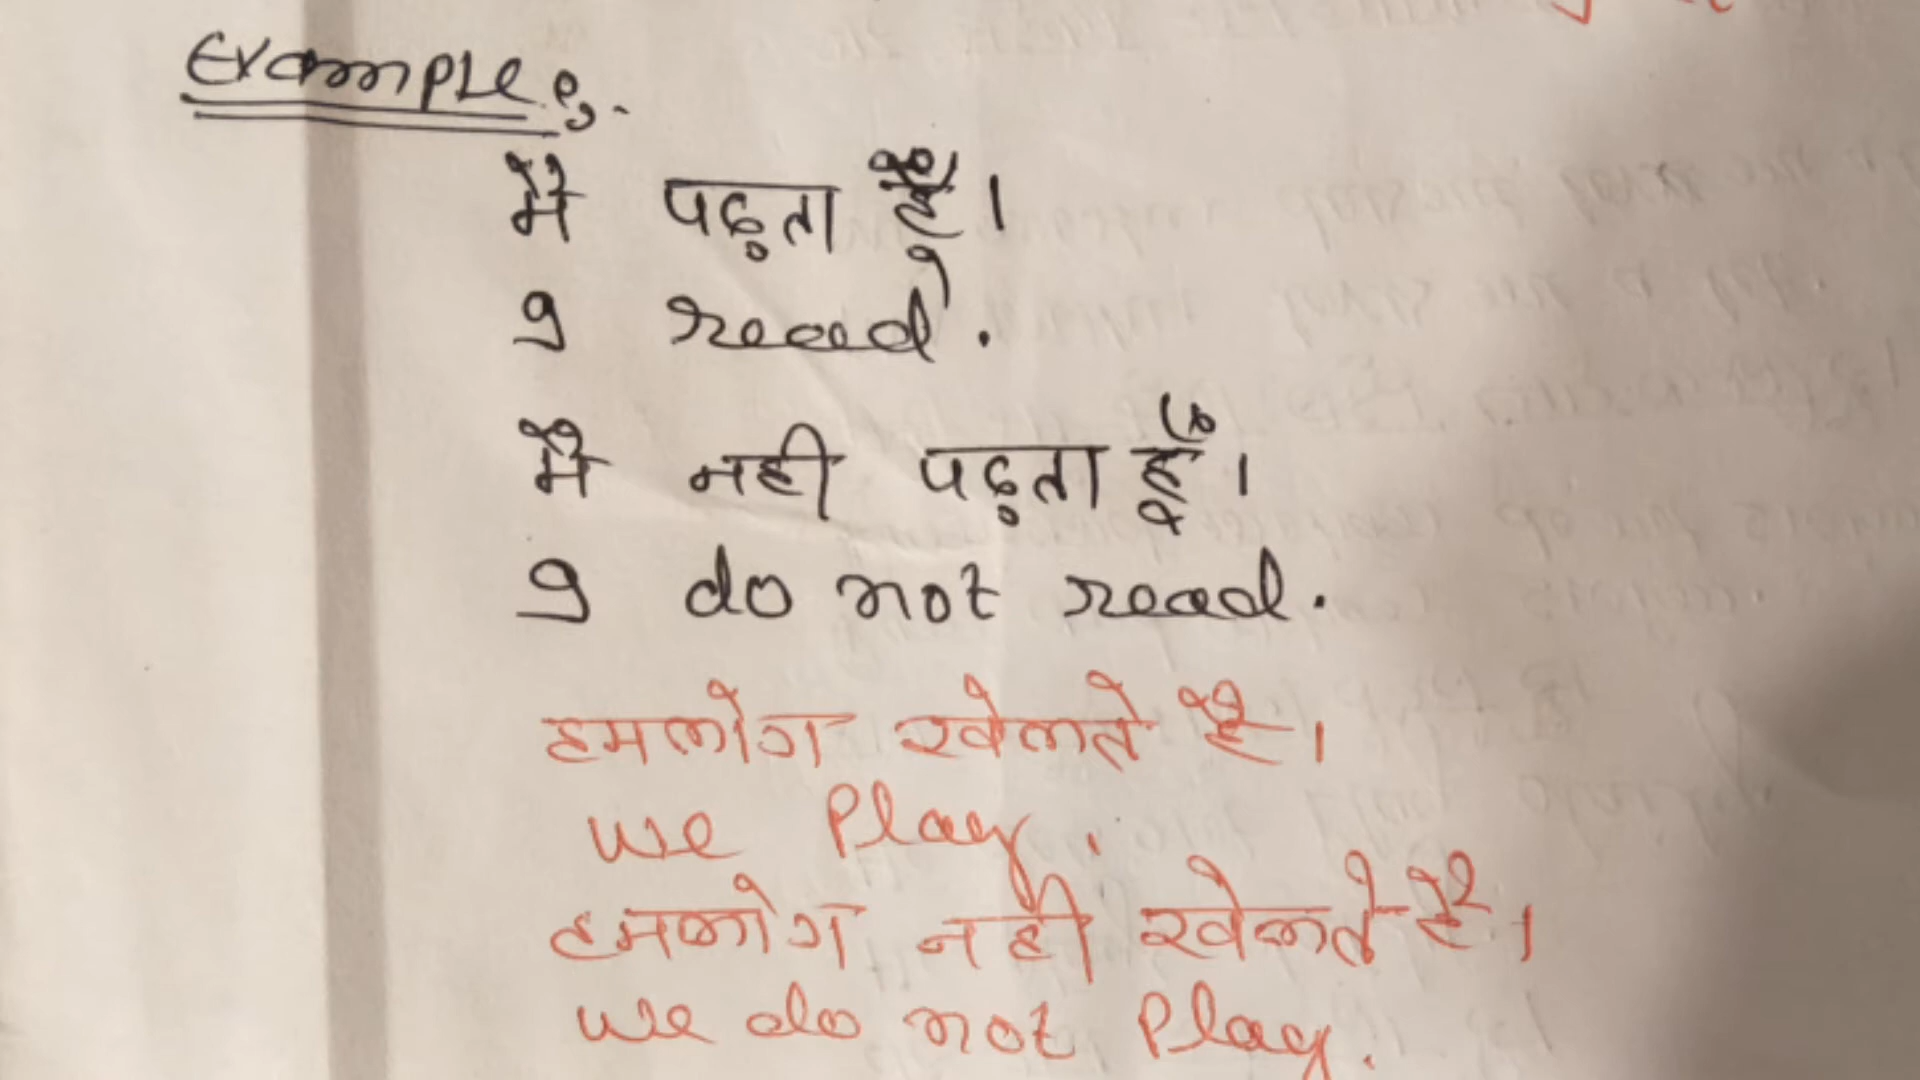 Example :-
मैं पढ़ता हूँ।
I read.
मैं नही पढ़ता हूँ।
I do not read.
हमलोग खेलते है।
we Play.
हमलोग नही खेलते है।
we do not Play.